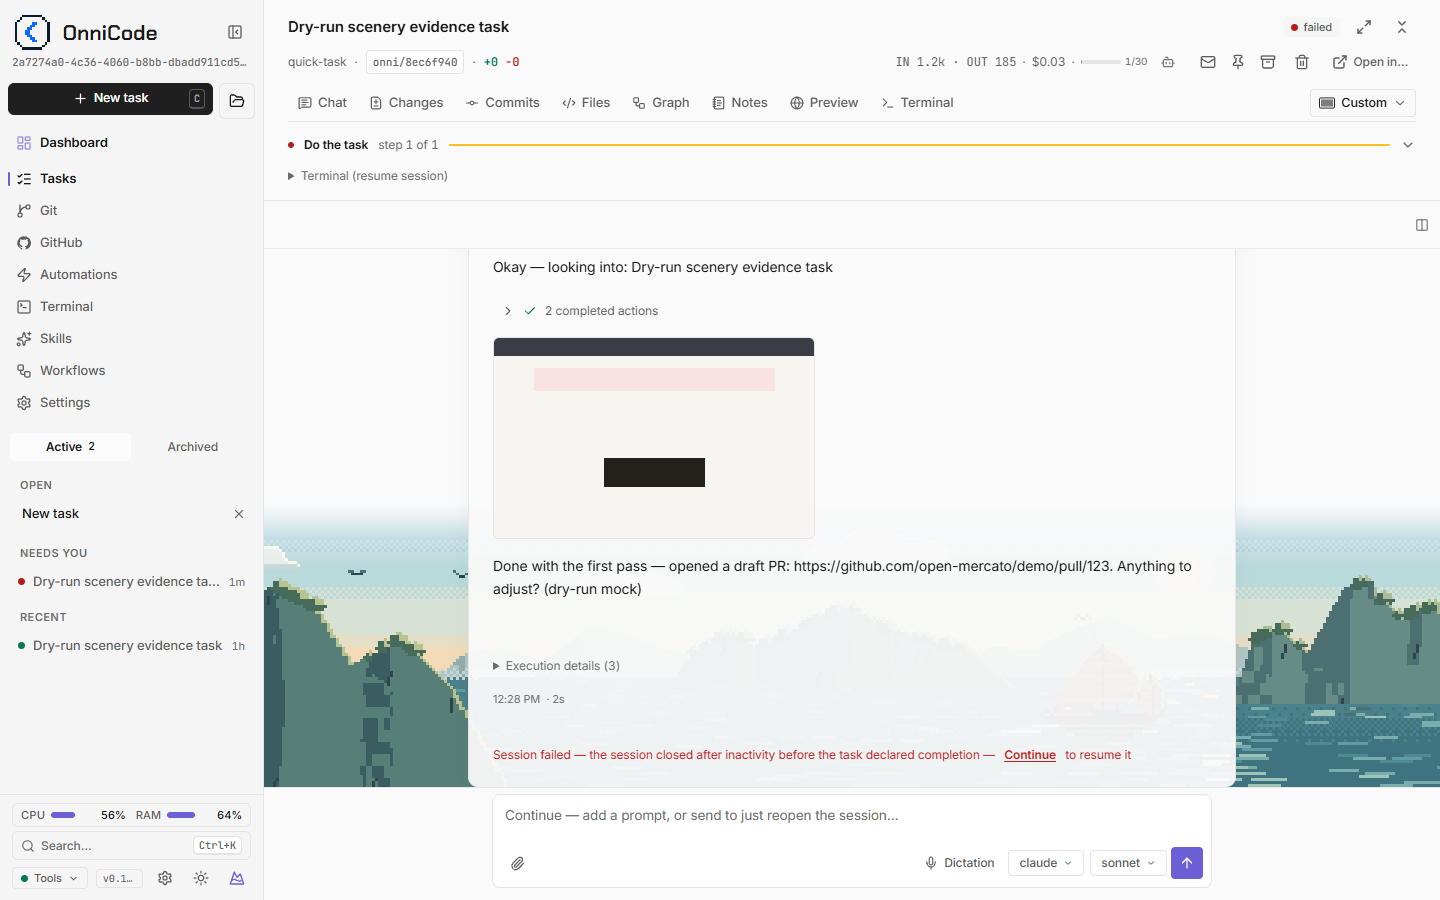 OnniCode
2a7274a0-4c36-4060-b8bb-dbadd911cd5…
New task C
Dashboard
Tasks
Git
GitHub
Automations
Terminal
Skills
Workflows
Settings
Active 2 Archived
OPEN
New task
NEEDS YOU
Dry-run scenery evidence ta… 1m
RECENT
Dry-run scenery evidence task 1h
CPU 56% RAM 64%
Search... Ctrl+K
Tools v0.1…
Dry-run scenery evidence task failed
quick-task · onni/8ec6f940 · +0 -0 IN 1.2k · OUT 185 · $0.03 · 1/30 Open in...
Chat Changes Commits Files Graph Notes Preview Terminal Custom
Do the task step 1 of 1
Terminal (resume session)
Okay — looking into: Dry-run scenery evidence task
2 completed actions
Done with the first pass — opened a draft PR: https://github.com/open-mercato/demo/pull/123. Anything to
adjust? (dry-run mock)
Execution details (3)
12:28 PM · 2s
Session failed — the session closed after inactivity before the task declared completion — Continue to resume it
Continue — add a prompt, or send to just reopen the session...
Dictation claude sonnet